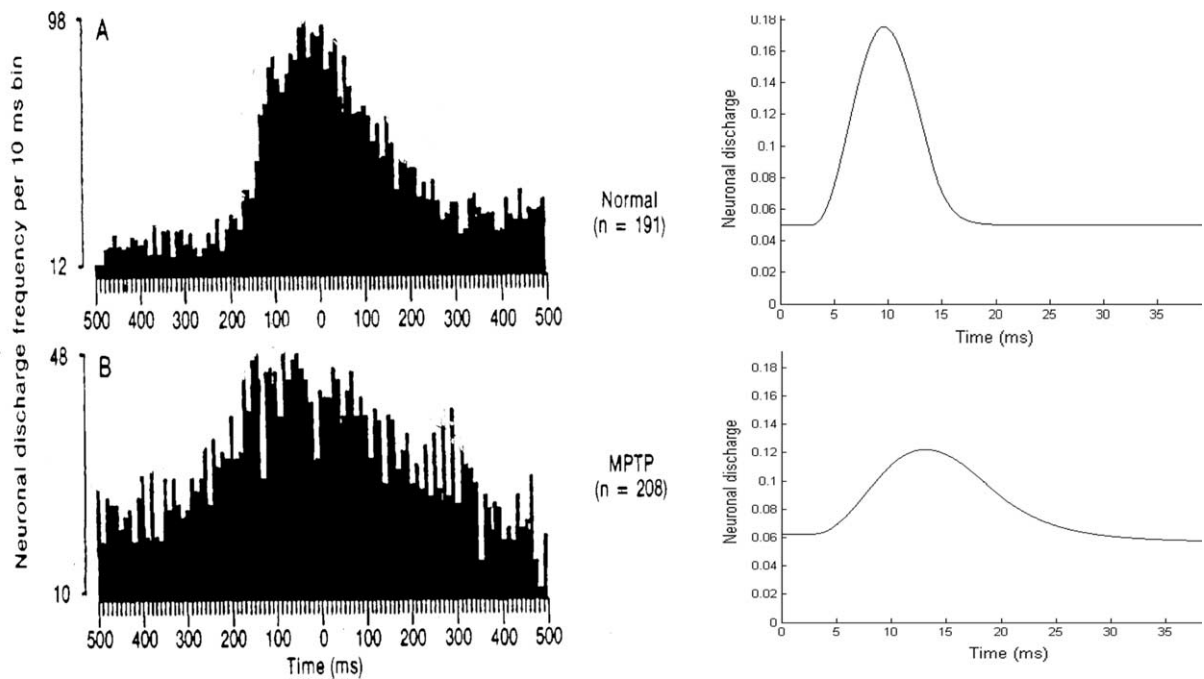 Neuronal discharge frequency per 10 ms bin
98
A
12
500 400 300 200 100 0 100 200 300 400 500
Normal
(n = 191)
48
B
10
500 400 300 200 100 0 100 200 300 400 500
Time (ms)
MPTP
(n = 208)
Neuronal discharge
0.18
0.16
0.14
0.12
0.1
0.08
0.06
0.04
0.02
0
0 5 10 15 20 25 30 35
Time (ms)
Neuronal discharge
0.18
0.16
0.14
0.12
0.1
0.08
0.06
0.04
0.02
0
0 5 10 15 20 25 30 35
Time (ms)